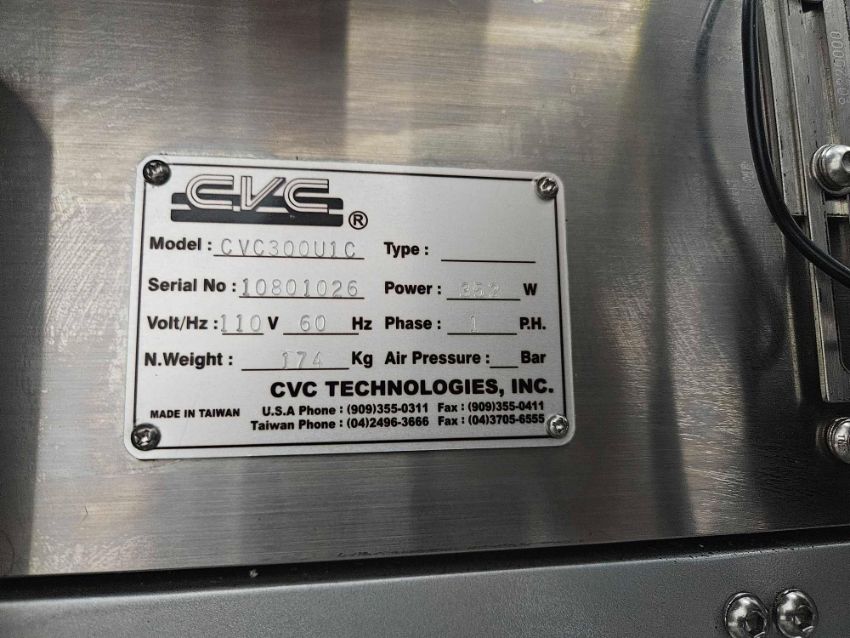 CVC ®
Model : CVC300U1C Type :
Serial No : 10801026 Power : 352 W
Volt/Hz : 110 V 60 Hz Phase : 1 P.H.
N.Weight : 174 Kg Air Pressure : Bar
CVC TECHNOLOGIES, INC.
MADE IN TAIWAN U.S.A Phone : (909)355-0311 Fax : (909)355-0411
Taiwan Phone : (04)2496-3666 Fax : (04)3705-6555